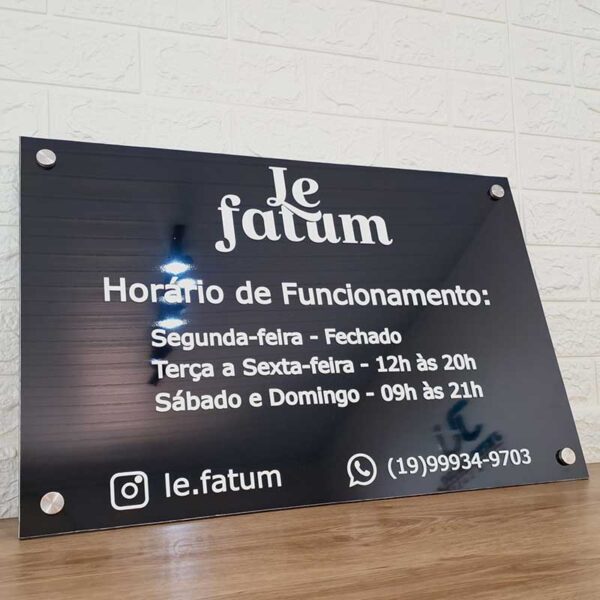 Le
fatum
Horário de Funcionamento:
Segunda-feira - Fechado
Terça a Sexta-feira - 12h às 20h
Sábado e Domingo - 09h às 21h
le.fatum
(19)99934-9703